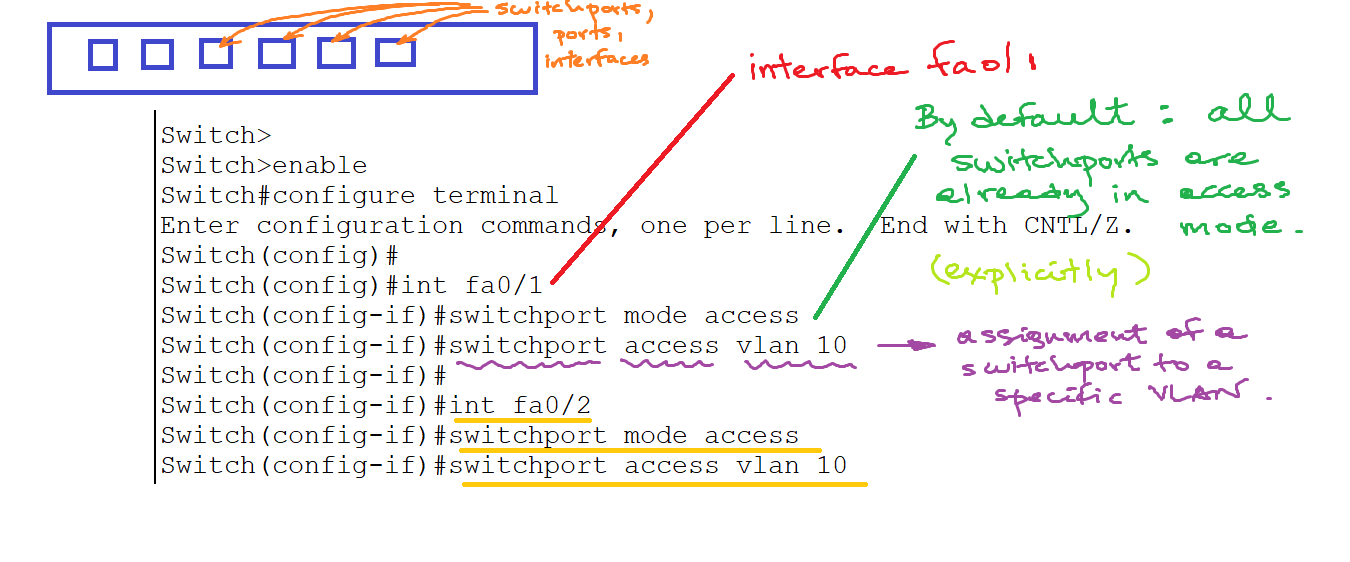 switchports,
ports,
interfaces
interface fa0/1
By default : all
switchports are
already in access
mode.
(explicitly)
Switch>
Switch>enable
Switch#configure terminal
Enter configuration commands, one per line.  End with CNTL/Z.
Switch(config)#
Switch(config)#int fa0/1
Switch(config-if)#switchport mode access
Switch(config-if)#switchport access vlan 10
Switch(config-if)#
Switch(config-if)#int fa0/2
Switch(config-if)#switchport mode access
Switch(config-if)#switchport access vlan 10
assignment of a
switchport to a
specific VLAN.